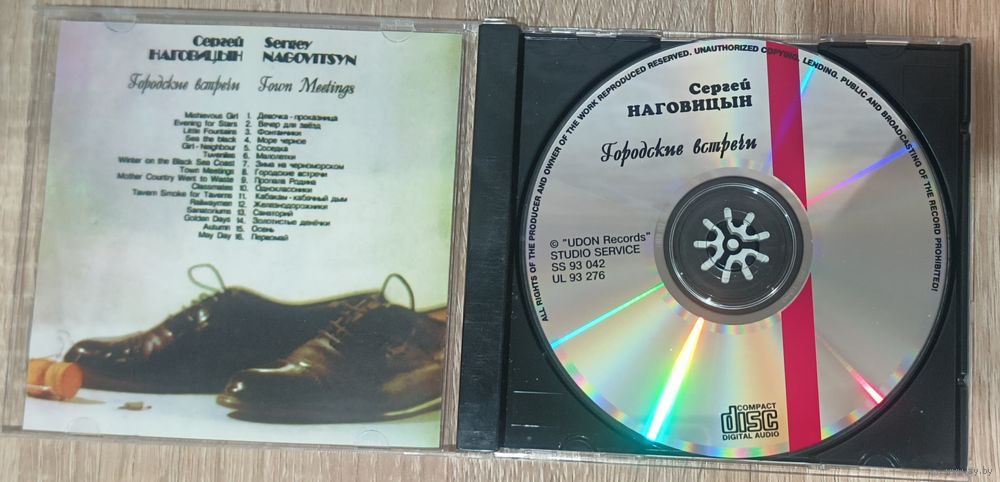 Сергей Sergey
НАГОВИЦЫН NAGOVITSYN
Городские встречи Town Meetings
Mishievous Girl 1. Девочка - проказница
Evening for Stars 2. Вечер для звёзд
Little Fountains 3. Фонтанчики
Sea the black 4. Море черное
Girl - Neighbour 5. Соседка
Twenties 6. Малолетки
Winter on the Black Sea Coast 7. Зима на черноморском
Town Meetings 8. Городские встречи
Mother Country Went to Waste 9. Пропала Родина
Classmates 10. Одноклассники
Tavern Smoke for Taverns 11. Кабакам - кабачный дым
Railwaymen 12. Железнодорожники
Sanatoriums 13. Санаторий
Golden Days 14. Золотистые денёчки
Autumn 15. Осень
May Day 16. Первомай
ALL RIGHTS OF THE PRODUCER AND OWNER OF THE WORK REPRODUCED RESERVED. UNAUTHORIZED COPYING, LENDING, PUBLIC AND BROADCASTING OF THE RECORD PROHIBITED!
Сергей
НАГОВИЦЫН
Городские встречи
© "UDON Records"
STUDIO SERVICE
SS 93 042
UL 93 276
COMPACT
disc
DIGITAL AUDIO